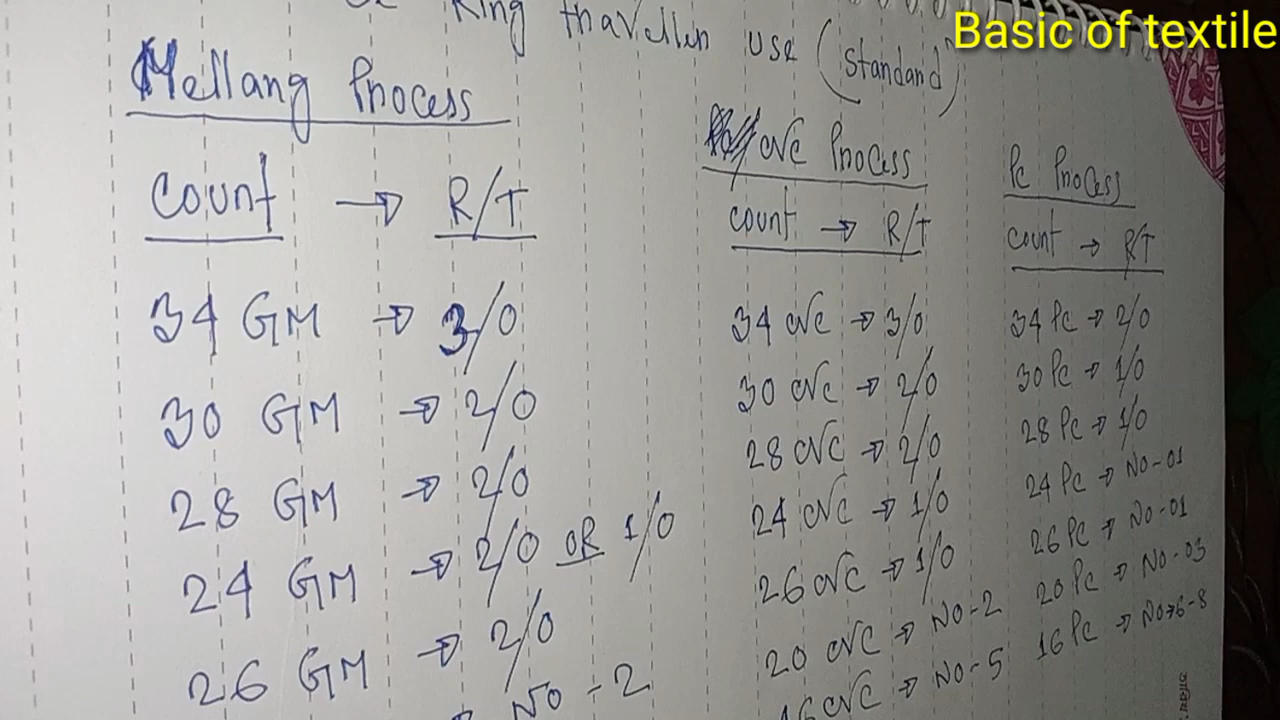 Basic of textile
Ring traveller use (Standard)
Mellang Process
Count → R/T
34 GM → 3/0
30 GM → 2/0
28 GM → 2/0
24 GM → 2/0 OR 1/0
26 GM → 2/0
No - 2
CVC Process
count → R/T
34 CVC → 3/0
30 CVC → 2/0
28 CVC → 2/0
24 CVC → 1/0
26 CVC → 1/0
20 CVC → No-2
16 CVC → No-5
Pc Process
count → R/T
34 Pc → 2/0
30 Pc → 1/0
28 Pc → 1/0
24 Pc → No-01
26 Pc → No-01
20 Pc → No-03
16 Pc → No→6-8